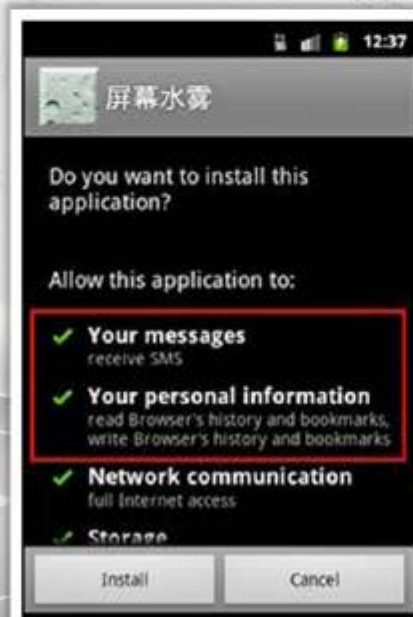 12:37
屏幕水雾
Do you want to install this
application?
Allow this application to:
Your messages
receive SMS
Your personal information
read Browser's history and bookmarks,
write Browser's history and bookmarks
Network communication
full Internet access
Storage
Install
Cancel